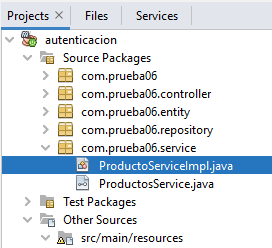 Projects × Files Services
autenticacion
Source Packages
com.prueba06
com.prueba06.controller
com.prueba06.entity
com.prueba06.repository
com.prueba06.service
ProductoServiceImpl.java
ProductosService.java
Test Packages
Other Sources
src/main/resources